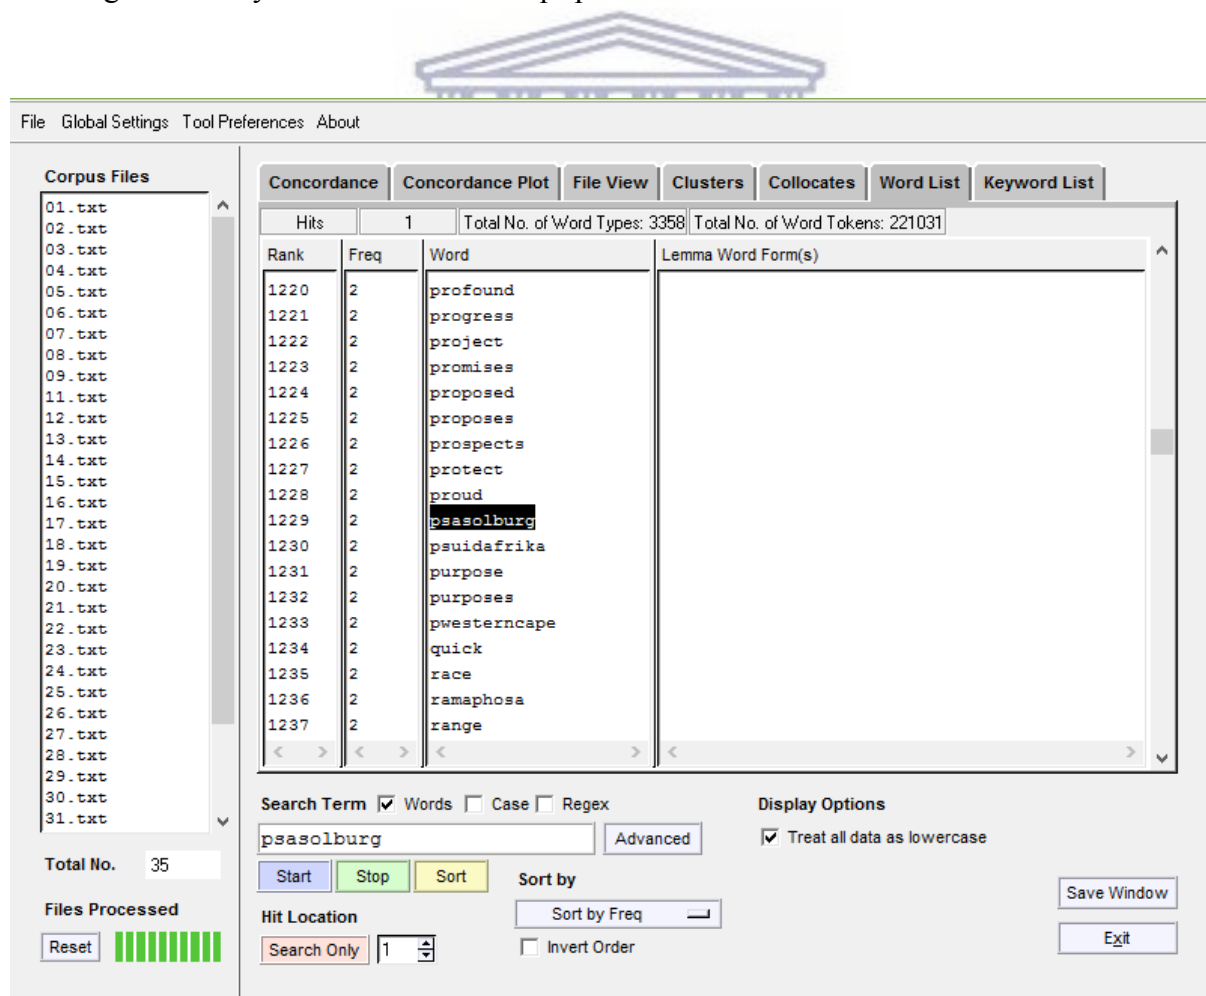 File Global Settings Tool Preferences About
Corpus Files
01.txt
02.txt
03.txt
04.txt
05.txt
06.txt
07.txt
08.txt
09.txt
11.txt
12.txt
13.txt
14.txt
15.txt
16.txt
17.txt
18.txt
19.txt
20.txt
21.txt
22.txt
23.txt
24.txt
25.txt
26.txt
27.txt
28.txt
29.txt
30.txt
31.txt
Total No. 35
Files Processed
Reset
Concordance Concordance Plot File View Clusters Collocates Word List Keyword List
Hits 1 Total No. of Word Types: 3358 Total No. of Word Tokens: 221031
Rank Freq Word Lemma Word Form(s)
1220 2 profound
1221 2 progress
1222 2 project
1223 2 promises
1224 2 proposed
1225 2 proposes
1226 2 prospects
1227 2 protect
1228 2 proud
1229 2 psasolburg
1230 2 psuidafrika
1231 2 purpose
1232 2 purposes
1233 2 pwesterncape
1234 2 quick
1235 2 race
1236 2 ramaphosa
1237 2 range
Search Term Words Case Regex
psasolburg Advanced
Start Stop Sort
Hit Location
Search Only 1
Sort by
Sort by Freq
Invert Order
Display Options
Treat all data as lowercase
Save Window
Exit